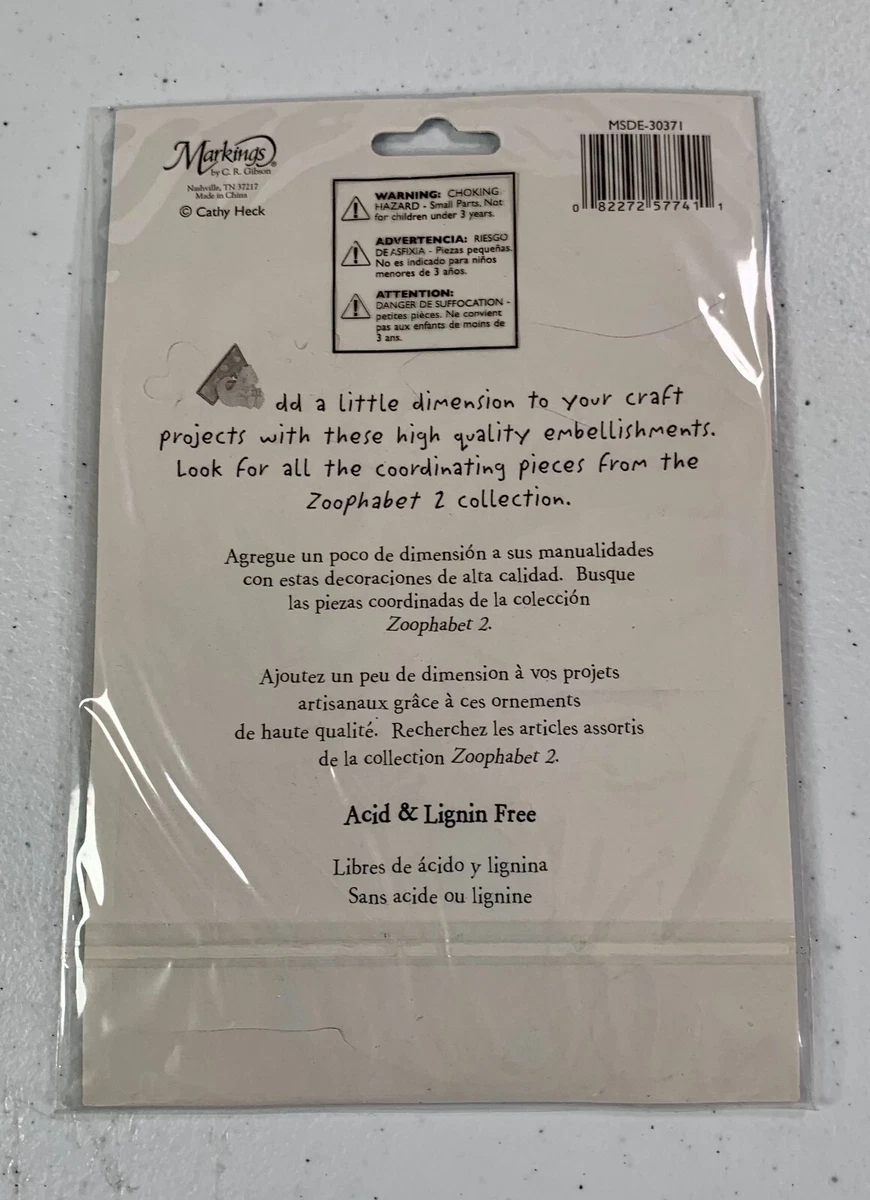 Markings®
by C. R. Gibson
Nashville, TN 37217
Made in China
© Cathy Heck
MSDE-30371
0 82272 57741 1
WARNING: CHOKING
HAZARD - Small Parts, Not
for children under 3 years.
ADVERTENCIA: RIESGO
DE ASFIXIA - Piezas pequeñas.
No es indicado para niños
menores de 3 años.
ATTENTION:
DANGER DE SUFFOCATION -
petites pièces. Ne convient
pas aux enfants de moins de
3 ans.
Add a little dimension to your craft
projects with these high quality embellishments.
Look for all the coordinating pieces from the
Zoophabet 2 collection.
Agregue un poco de dimensión a sus manualidades
con estas decoraciones de alta calidad. Busque
las piezas coordinadas de la colección
Zoophabet 2.
Ajoutez un peu de dimension à vos projets
artisanaux grâce à ces ornements
de haute qualité. Recherchez les articles assortis
de la collection Zoophabet 2.
Acid & Lignin Free
Libres de ácido y lignina
Sans acide ou lignine